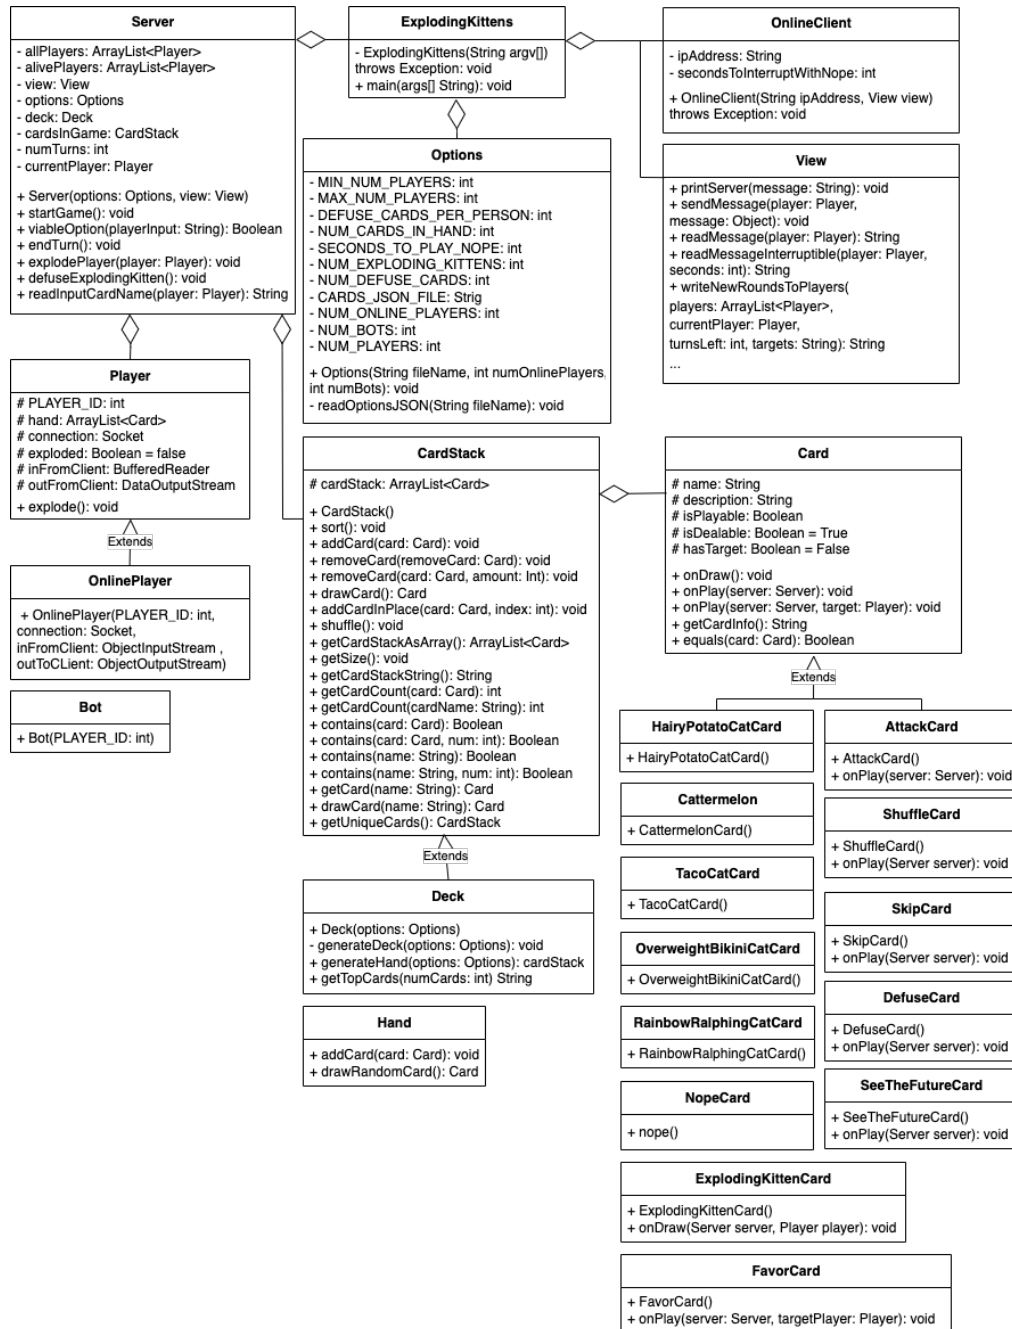 Server
- allPlayers: ArrayList<Player>
- alivePlayers: ArrayList<Player>
- view: View
- options: Options
- deck: Deck
- cardsInGame: CardStack
- numTurns: int
- currentPlayer: Player
+ Server(options: Options, view: View)
+ startGame(): void
+ viableOption(playerInput: String): Boolean
+ endTurn(): void
+ explodePlayer(player: Player): void
+ defuseExplodingKitten(): void
+ readInputCardName(player: Player): String
ExplodingKittens
- ExplodingKittens(String argv[])
throws Exception: void
+ main(args[] String): void
OnlineClient
- ipAddress: String
- secondsToInterruptWithNope: int
+ OnlineClient(String ipAddress, View view)
throws Exception: void
Options
- MIN_NUM_PLAYERS: int
- MAX_NUM_PLAYERS: int
- DEFUSE_CARDS_PER_PERSON: int
- NUM_CARDS_IN_HAND: int
- SECONDS_TO_PLAY_NOPE: int
- NUM_EXPLODING_KITTENS: int
- NUM_DEFUSE_CARDS: int
- CARDS_JSON_FILE: Strig
- NUM_ONLINE_PLAYERS: int
- NUM_BOTS: int
- NUM_PLAYERS: int
+ Options(String fileName, int numOnlinePlayers,
int numBots): void
- readOptionsJSON(String fileName): void
View
+ printServer(message: String): void
+ sendMessage(player: Player,
message: Object): void
+ readMessage(player: Player): String
+ readMessageInterruptible(player: Player,
seconds: int): String
+ writeNewRoundsToPlayers(
players: ArrayList<Player>,
currentPlayer: Player,
turnsLeft: int, targets: String): String
...
Player
# PLAYER_ID: int
# hand: ArrayList<Card>
# connection: Socket
# exploded: Boolean = false
# inFromClient: BufferedReader
# outFromClient: DataOutputStream
+ explode(): void
Extends
OnlinePlayer
+ OnlinePlayer(PLAYER_ID: int,
connection: Socket,
inFromClient: ObjectInputStream ,
outToCLient: ObjectOutputStream)
Bot
+ Bot(PLAYER_ID: int)
CardStack
# cardStack: ArrayList<Card>
+ CardStack()
+ sort(): void
+ addCard(card: Card): void
+ removeCard(removeCard: Card): void
+ removeCard(card: Card, amount: Int): void
+ drawCard(): Card
+ addCardInPlace(card: Card, index: int): void
+ shuffle(): void
+ getCardStackAsArray(): ArrayList<Card>
+ getSize(): void
+ getCardStackString(): String
+ getCardCount(card: Card): int
+ getCardCount(cardName: String): int
+ contains(card: Card): Boolean
+ contains(card: Card, num: int): Boolean
+ contains(name: String): Boolean
+ contains(name: String, num: int): Boolean
+ getCard(name: String): Card
+ drawCard(name: String): Card
+ getUniqueCards(): CardStack
Extends
Deck
+ Deck(options: Options)
- generateDeck(options: Options): void
+ generateHand(options: Options): cardStack
+ getTopCards(numCards: int) String
Hand
+ addCard(card: Card): void
+ drawRandomCard(): Card
Card
# name: String
# description: String
# isPlayable: Boolean
# isDealable: Boolean = True
# hasTarget: Boolean = False
+ onDraw(): void
+ onPlay(server: Server): void
+ onPlay(server: Server, target: Player): void
+ getCardInfo(): String
+ equals(card: Card): Boolean
Extends
HairyPotatoCatCard
+ HairyPotatoCatCard()
Cattermelon
+ CattermelonCard()
TacoCatCard
+ TacoCatCard()
OverweightBikiniCatCard
+ OverweightBikiniCatCard()
RainbowRalphingCatCard
+ RainbowRalphingCatCard()
NopeCard
+ nope()
AttackCard
+ AttackCard()
+ onPlay(server: Server): void
ShuffleCard
+ ShuffleCard()
+ onPlay(Server server): void
SkipCard
+ SkipCard()
+ onPlay(Server server): void
DefuseCard
+ DefuseCard()
+ onPlay(Server server): void
SeeTheFutureCard
+ SeeTheFutureCard()
+ onPlay(Server server): void
ExplodingKittenCard
+ ExplodingKittenCard()
+ onDraw(Server server, Player player): void
FavorCard
+ FavorCard()
+ onPlay(server: Server, targetPlayer: Player): void